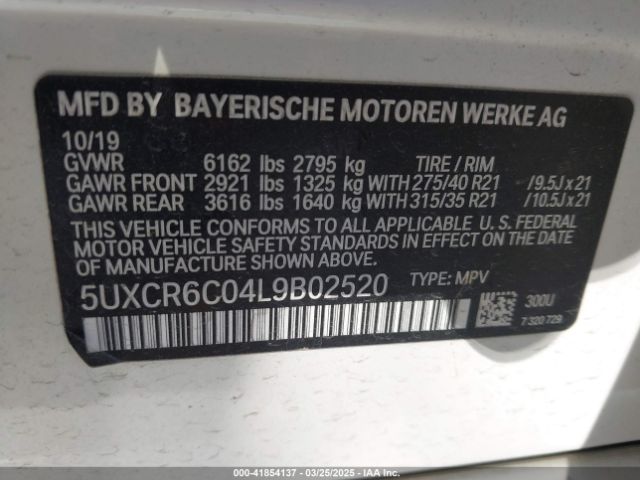 MFD BY BAYERISCHE MOTOREN WERKE AG
10/19
GVWR 6162 lbs 2795 kg TIRE / RIM
GAWR FRONT 2921 lbs 1325 kg WITH 275/40 R21 /9.5J x 21
GAWR REAR 3616 lbs 1640 kg WITH 315/35 R21 /10.5J x 21
THIS VEHICLE CONFORMS TO ALL APPLICABLE U.S. FEDERAL
MOTOR VEHICLE SAFETY STANDARDS IN EFFECT ON THE DATE OF
MANUFACTURE SHOWN ABOVE.
5UXCR6C04L9B02520 TYPE: MPV
300U
7 320 729
000-41854137 - 03/25/2025 - IAA Inc.